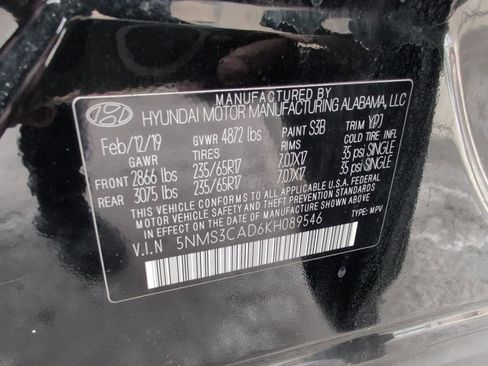 MANUFACTURED BY
HYUNDAI MOTOR MANUFACTURING ALABAMA, LLC
Feb/12/19 GVWR 4872 lbs PAINT S3B TRIM YPJ
GAWR TIRES RIMS COLD TIRE INFL
FRONT 2866 lbs 235/65R17 7.0JX17 35 psi SINGLE
REAR 3075 lbs 235/65R17 7.0JX17 35 psi SINGLE
THIS VEHICLE CONFORMS TO ALL APPLICABLE
FEDERAL MOTOR VEHICLE SAFETY, BUMPER,
AND THEFT PREVENTION STANDARDS
IN EFFECT ON THE DATE OF
MANUFACTURE SHOWN ABOVE.
V.I.N 5NMS3CAD6KH089546 TYPE: MPV